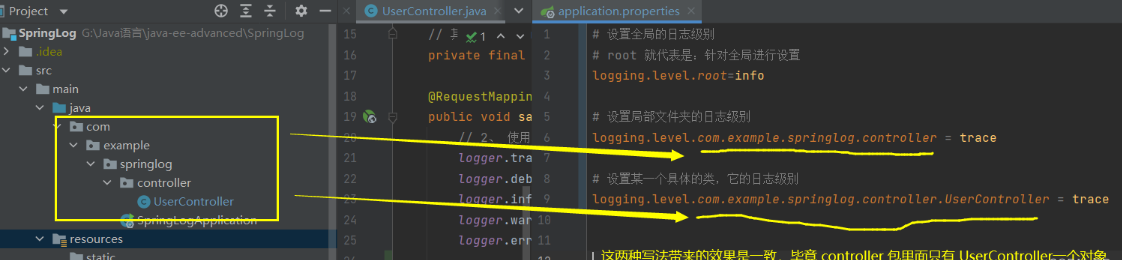 Project
SpringLog G:\Java语言\java-ee-advanced\SpringLog
.idea
src
main
java
com
example
springlog
controller
UserController
SpringLogApplication
resources
static
UserController.java
1
15
16
17
18
19
20
21
22
23
24
25
26
//
private final
@RequestMappin
public void sa
// 2、 使用
logger.tra
logger.deb
logger.inf
logger.war
logger.err
application.properties
1 # 设置全局的日志级别
2 # root 就代表是：针对全局进行设置
3 logging.level.root=info
4
5 # 设置局部文件夹的日志级别
6 logging.level.com.example.springlog.controller = trace
7
8 # 设置某一个具体的类，它的日志级别
9 logging.level.com.example.springlog.controller.UserController = trace
10
11
这两种写法带来的效果是一致，毕竟 controller 包里面只有 UserController一个对象.